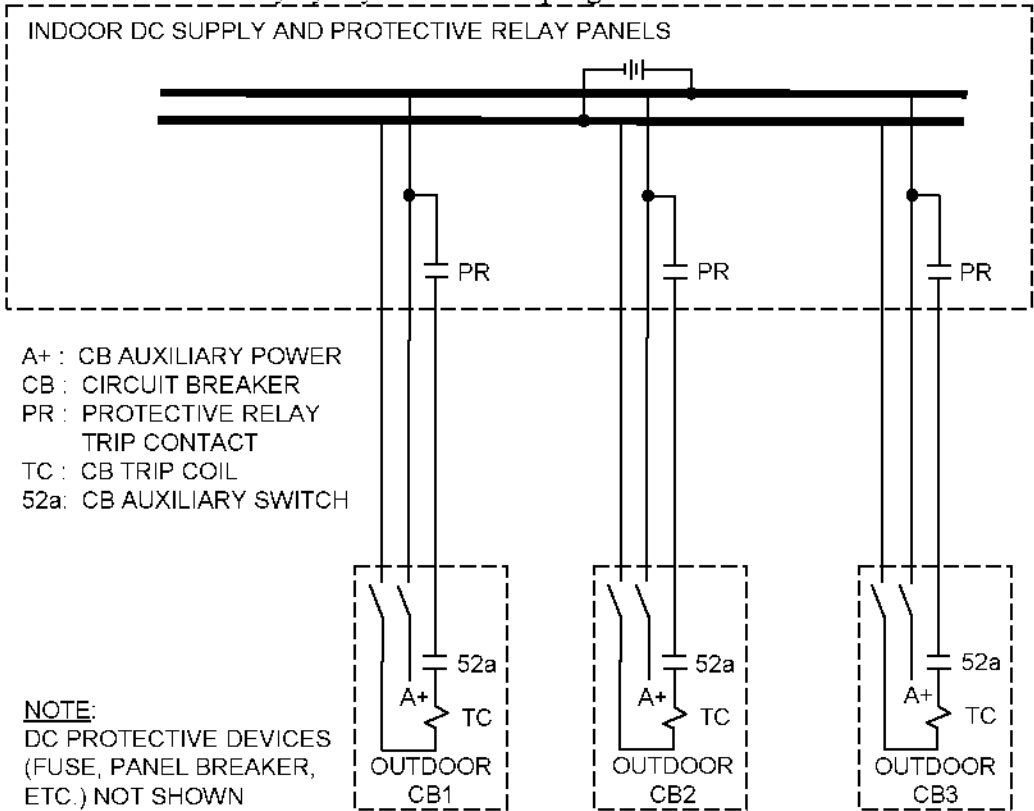 INDOOR DC SUPPLY AND PROTECTIVE RELAY PANELS
PR
PR
PR
A+ : CB AUXILIARY POWER
CB : CIRCUIT BREAKER
PR : PROTECTIVE RELAY
TRIP CONTACT
TC : CB TRIP COIL
52a: CB AUXILIARY SWITCH
52a
52a
52a
A+
A+
A+
TC
TC
TC
NOTE:
DC PROTECTIVE DEVICES
(FUSE, PANEL BREAKER,
ETC.) NOT SHOWN
OUTDOOR
CB1
OUTDOOR
CB2
OUTDOOR
CB3